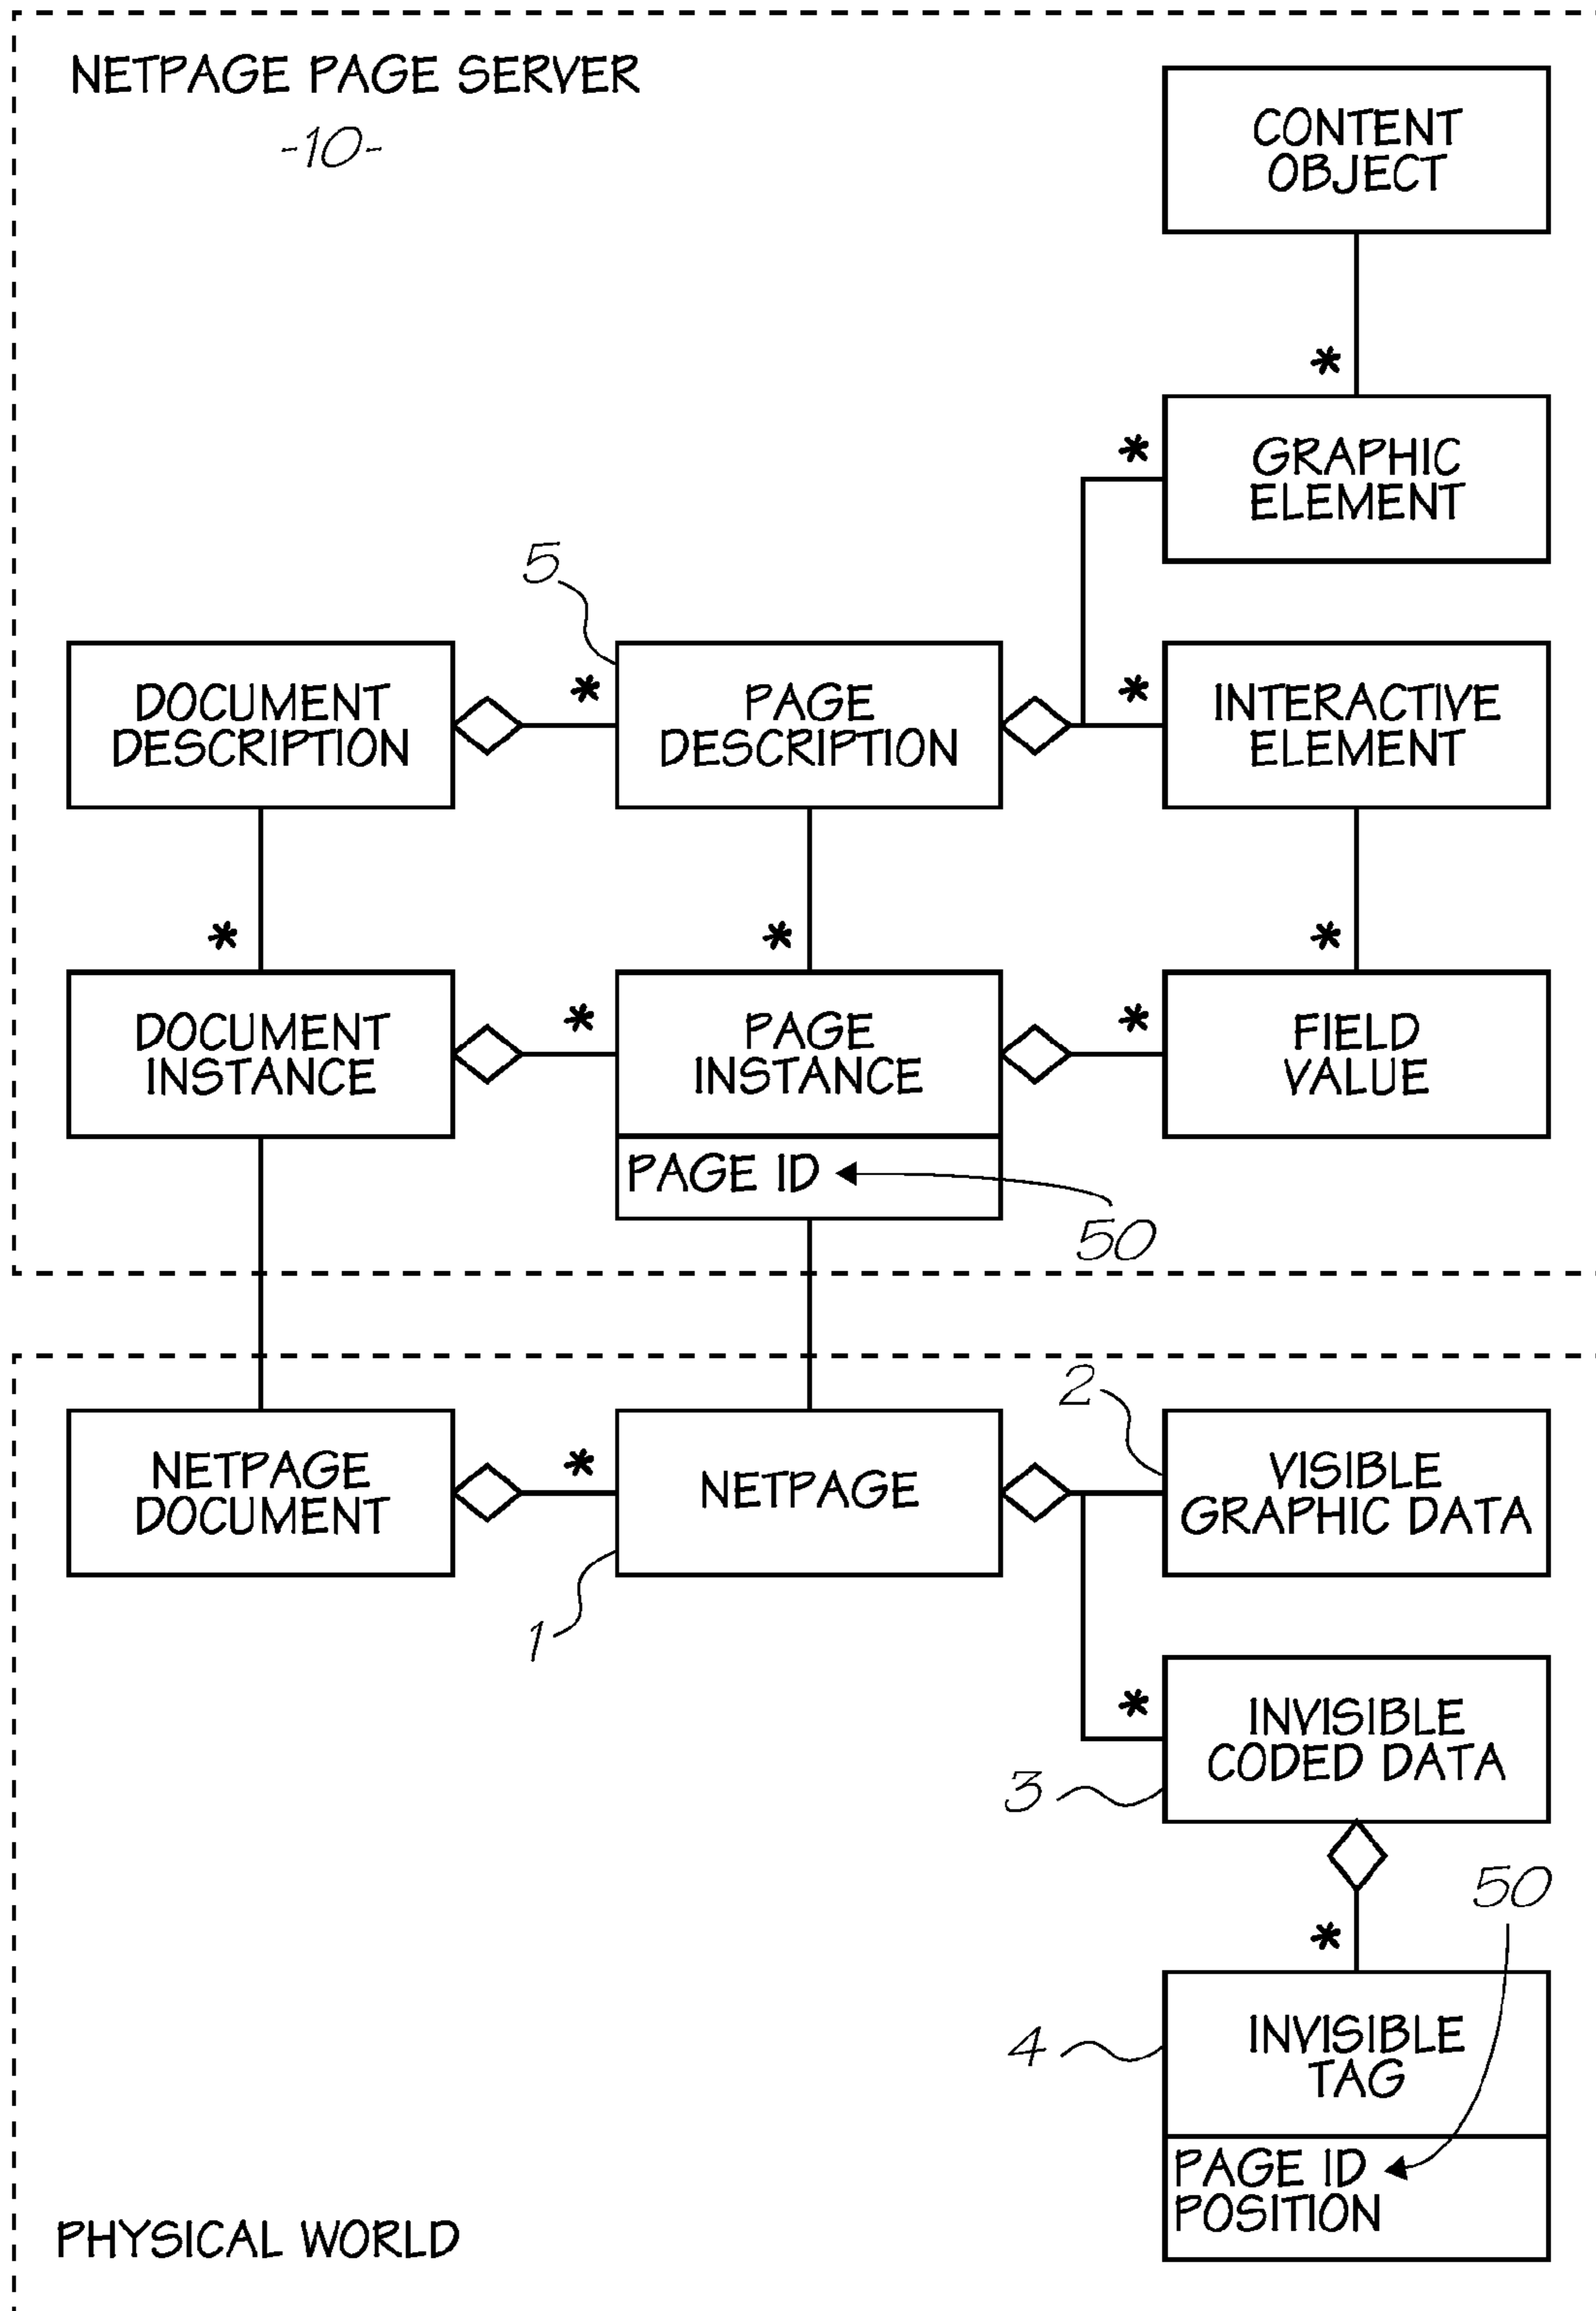 NETPAGE PAGE SERVER
-10-
CONTENT
OBJECT
*
*
GRAPHIC
ELEMENT
5
DOCUMENT
DESCRIPTION
*
PAGE
DESCRIPTION
*
INTERACTIVE
ELEMENT
*
*
*
DOCUMENT
INSTANCE
*
PAGE
INSTANCE
*
FIELD
VALUE
PAGE ID
50
2
NETPAGE
DOCUMENT
*
NETPAGE
VISIBLE
GRAPHIC DATA
1
*
INVISIBLE
CODED DATA
3
50
*
4
INVISIBLE
TAG
PAGE ID
POSITION
PHYSICAL WORLD